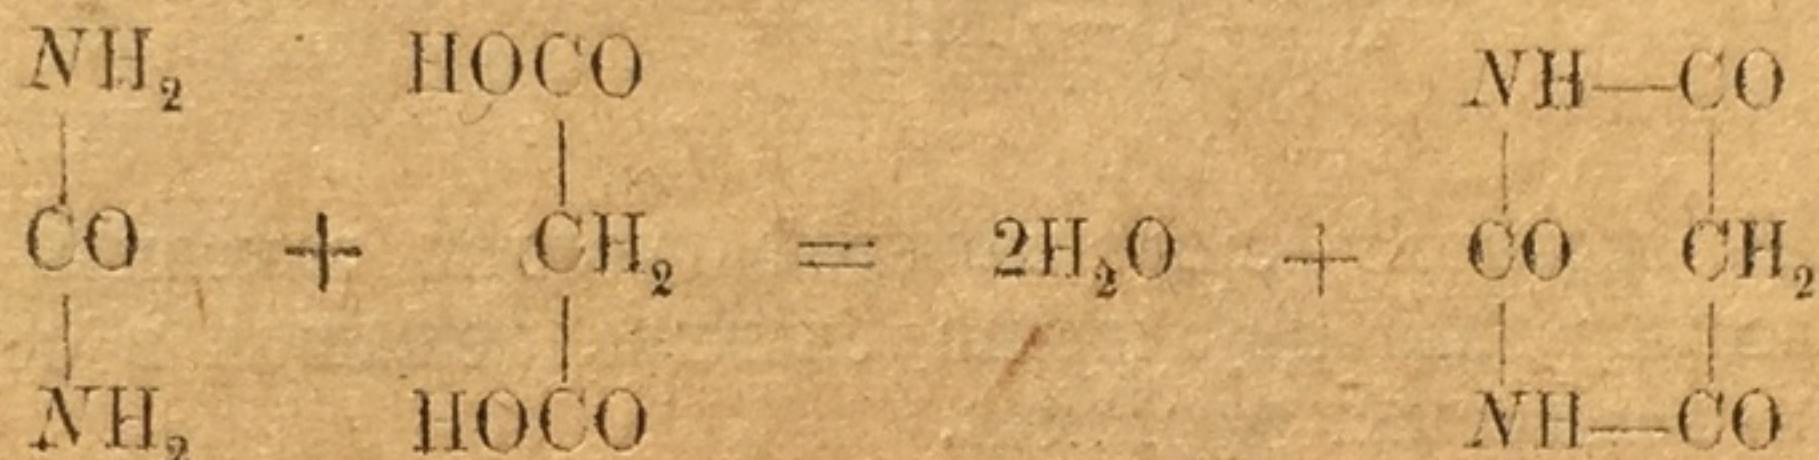 NH₂ HOCO NH—CO
CO + CH₂ = 2H₂O + CO CH₂
NH₂ HOCO NH—CO